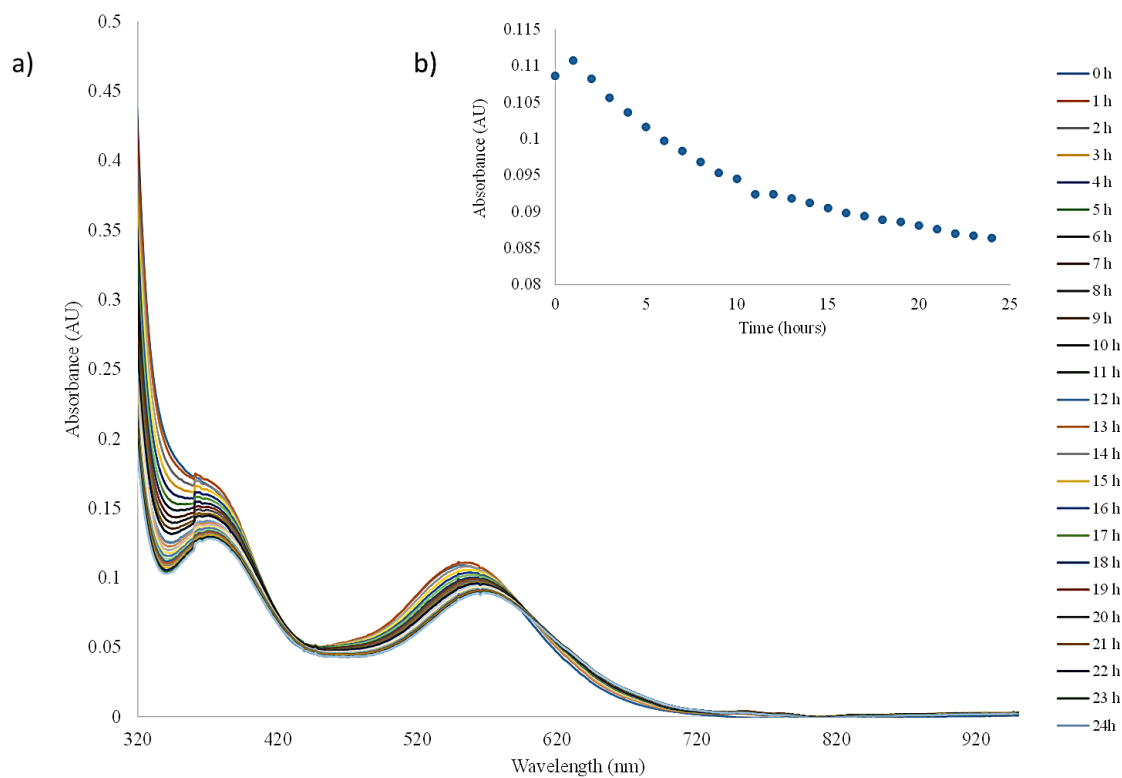 a)
Absorbance (AU)
0.5
0.45
0.4
0.35
0.3
0.25
0.2
0.15
0.1
0.05
0
320
420
520
620
720
820
920
Wavelength (nm)
b)
Absorbance (AU)
0.115
0.11
0.105
0.1
0.095
0.09
0.085
0.08
0
5
10
15
20
25
Time (hours)
0 h
1 h
2 h
3 h
4 h
5 h
6 h
7 h
8 h
9 h
10 h
11 h
12 h
13 h
14 h
15 h
16 h
17 h
18 h
19 h
20 h
21 h
22 h
23 h
24h